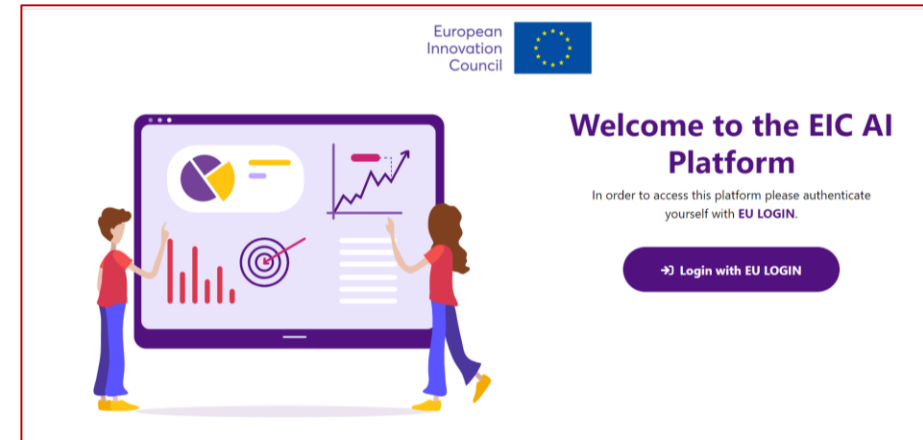 European
Innovation
Council
Welcome to the EIC AI
Platform
In order to access this platform please authenticate
yourself with EU LOGIN.
Login with EU LOGIN